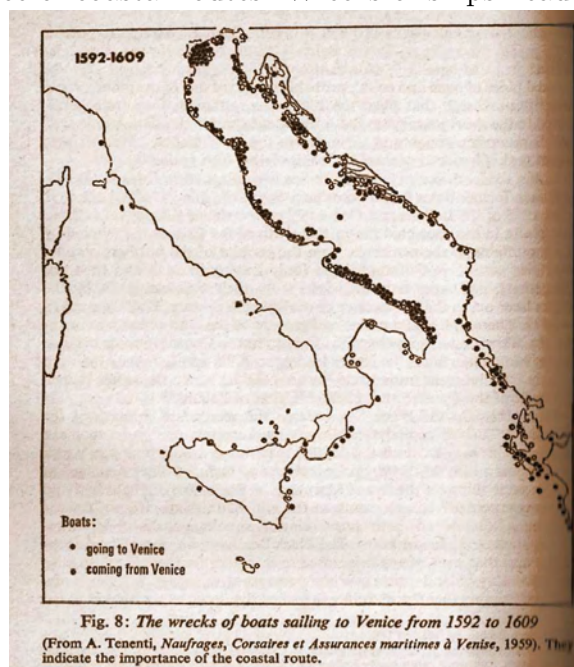 1592-1609
Boats:
going to Venice
coming from Venice
Fig. 8: The wrecks of boats sailing to Venice from 1592 to 1609
(From A. Tenenti, Naufrages, Corsaires et Assurances maritimes à Venise, 1959). They
indicate the importance of the coastal route.